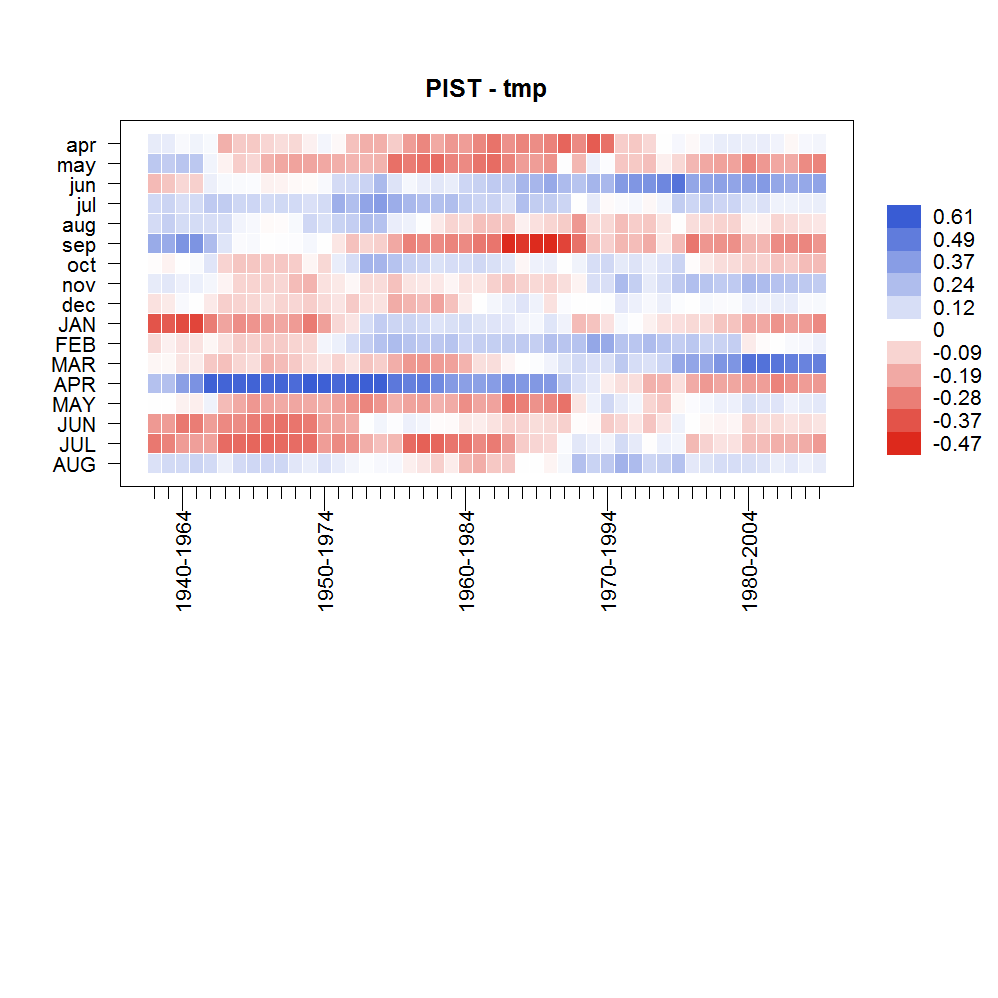 PIST - tmp
apr
may
jun
jul
aug
sep
oct
nov
dec
JAN
FEB
MAR
APR
MAY
JUN
JUL
AUG
1940-1964
1950-1974
1960-1984
1970-1994
1980-2004
0.61
0.49
0.37
0.24
0.12
0
-0.09
-0.19
-0.28
-0.37
-0.47